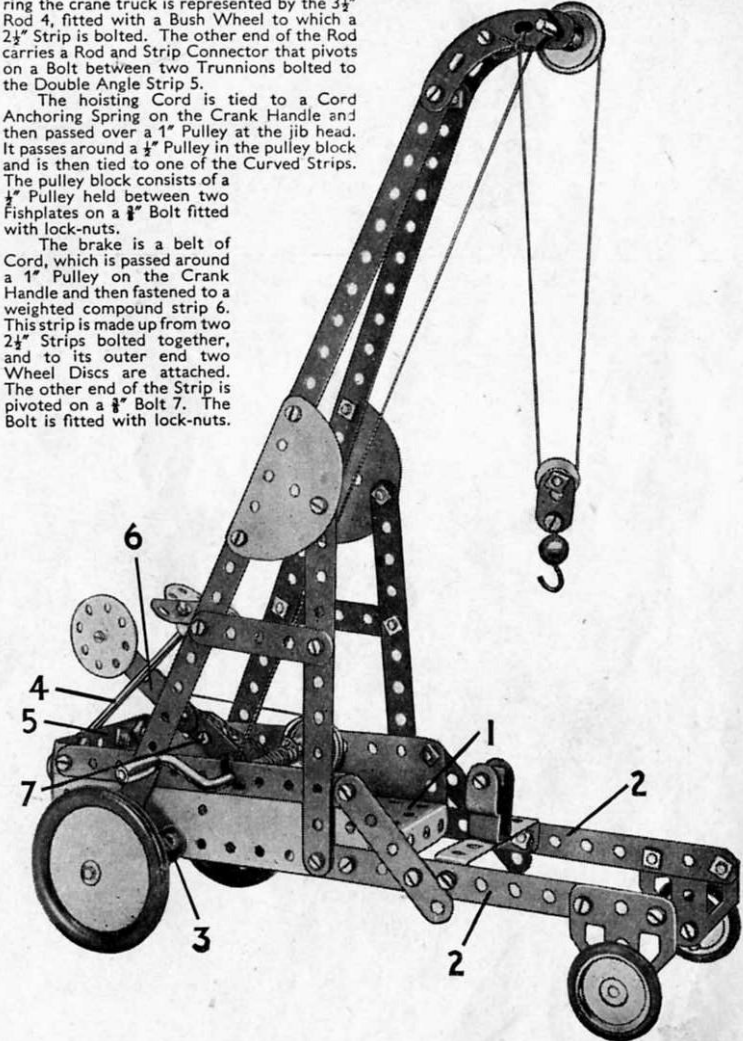 ring the crane truck is represented by the 3½"
Rod 4, fitted with a Bush Wheel to which a
2½" Strip is bolted. The other end of the Rod
carries a Rod and Strip Connector that pivots
on a Bolt between two Trunnions bolted to
the Double Angle Strip 5.
The hoisting Cord is tied to a Cord
Anchoring Spring on the Crank Handle and
then passed over a 1" Pulley at the jib head.
It passes around a ½" Pulley in the pulley block
and is then tied to one of the Curved Strips.
The pulley block consists of a
½" Pulley held between two
Fishplates on a ¾" Bolt fitted
with lock-nuts.
The brake is a belt of
Cord, which is passed around
a 1" Pulley on the Crank
Handle and then fastened to a
weighted compound strip 6.
This strip is made up from two
2½" Strips bolted together,
and to its outer end two
Wheel Discs are attached.
The other end of the Strip is
pivoted on a Bolt 7. The
Bolt is fitted with lock-nuts.
6
4
5
7
1
2
3
2